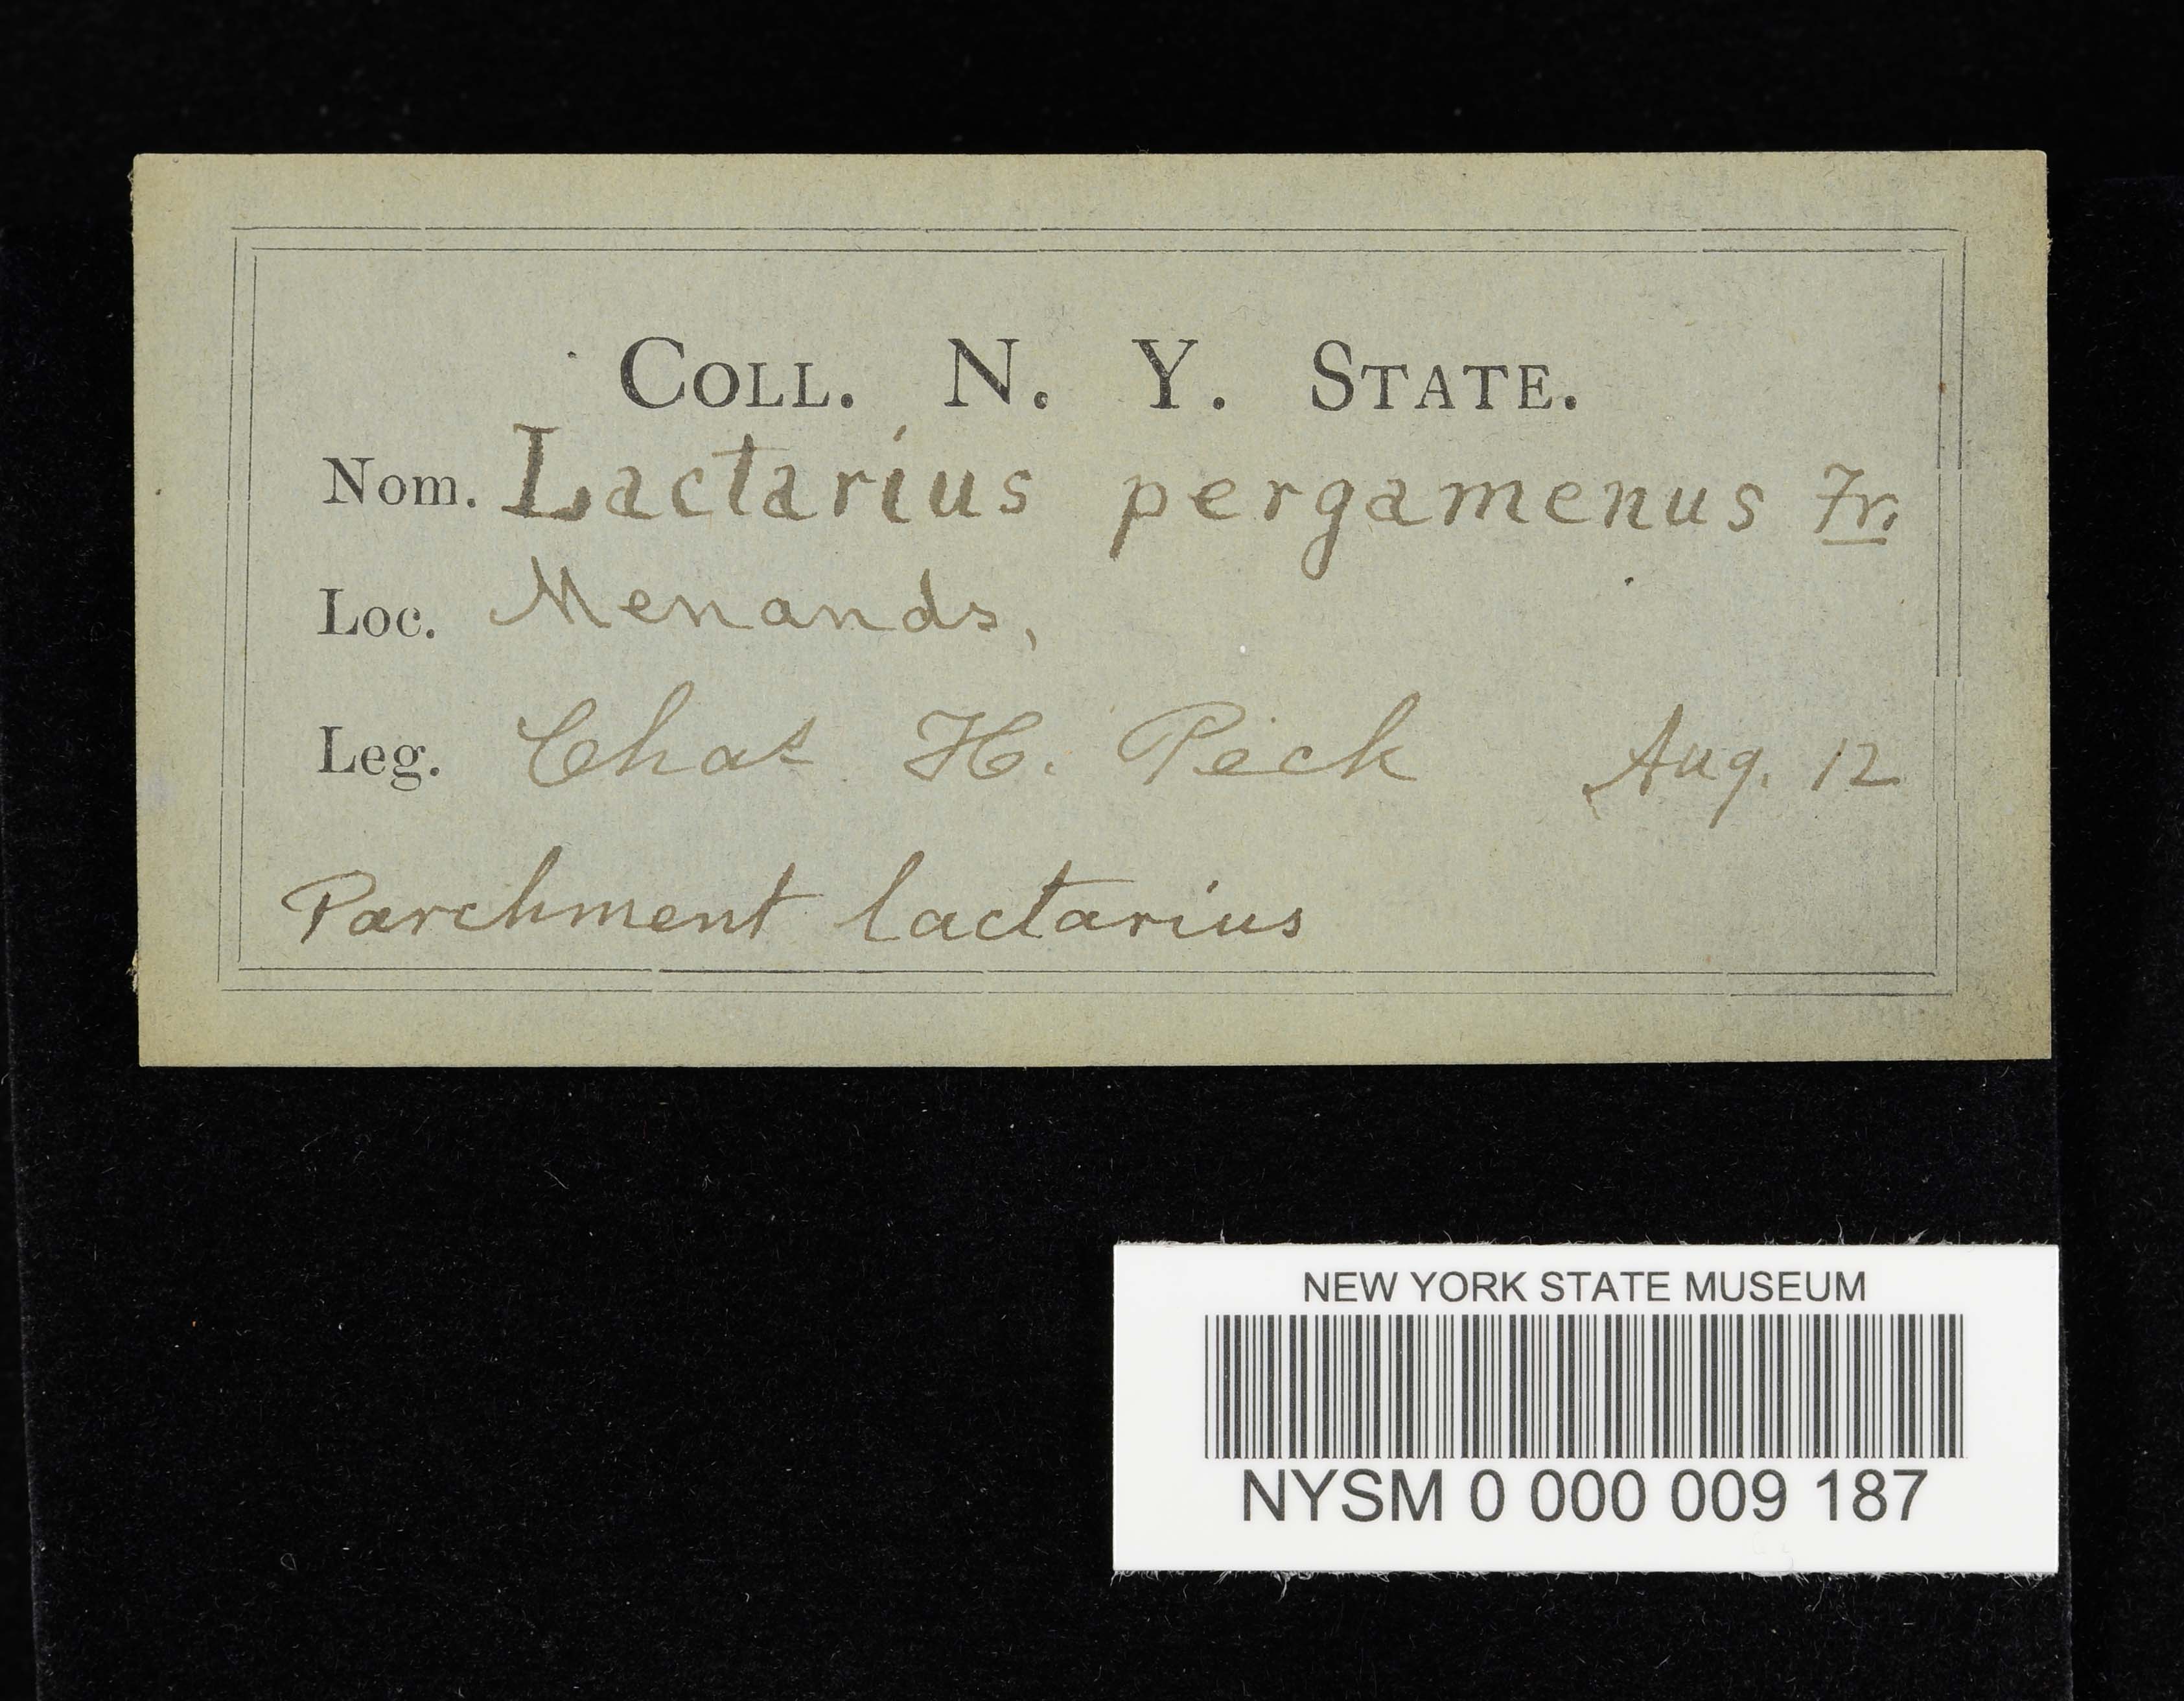 COLL. N. Y. STATE.
Nom. Lactarius pergamenus Fr.
Loc. Menands,
Leg. Chas H. Peck Aug. 12
Parchment lactarius
NEW YORK STATE MUSEUM
NYSM 0 000 009 187